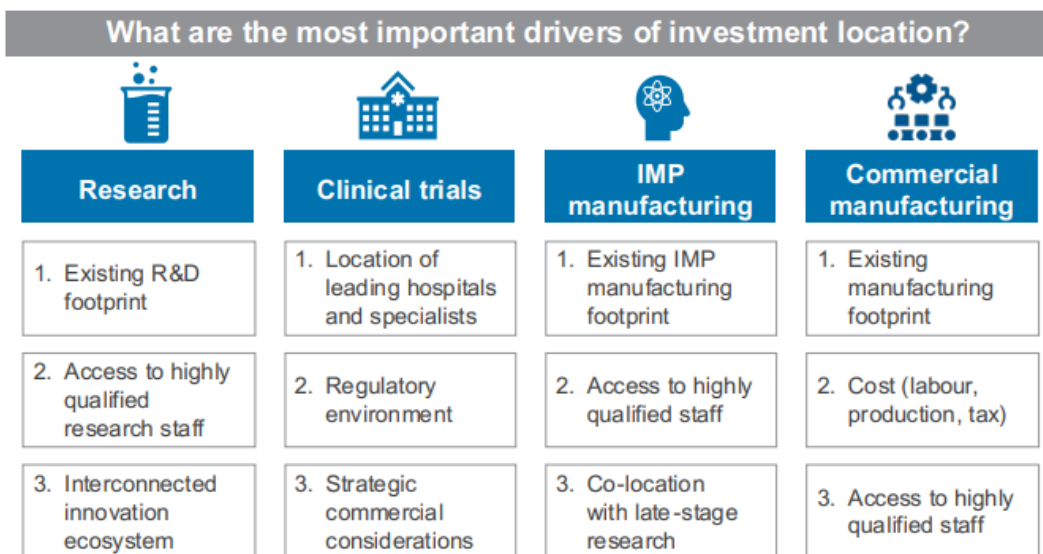 What are the most important drivers of investment location?
Research
Clinical trials
IMP
manufacturing
Commercial
manufacturing
1. Existing R&D
footprint
1. Location of
leading hospitals
and specialists
1. Existing IMP
manufacturing
footprint
1. Existing
manufacturing
footprint
2. Access to highly
qualified
research staff
2. Regulatory
environment
2. Access to highly
qualified staff
2. Cost (labour,
production, tax)
3. Interconnected
innovation
ecosystem
3. Strategic
commercial
considerations
3. Co-location
with late-stage
research
3. Access to highly
qualified staff